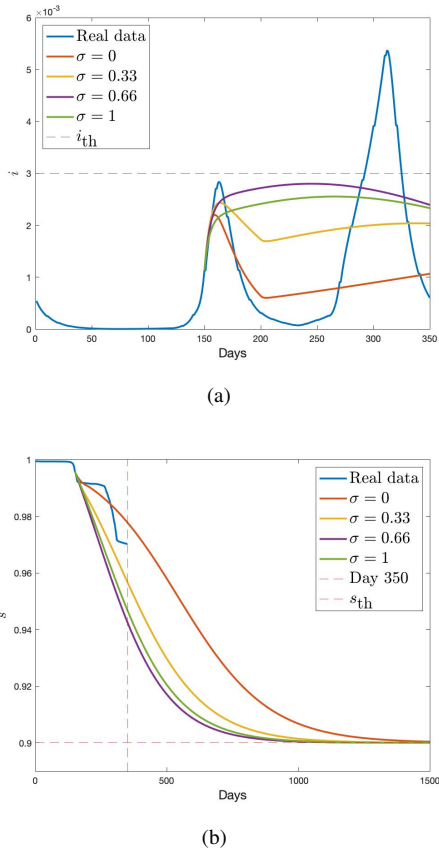 ×10⁻³
6
5
4
3
2
1
0
i
0 50 100 150 200 250 300 350
Days
Real data
σ = 0
σ = 0.33
σ = 0.66
σ = 1
i_th
(a)
1
0.98
0.96
0.94
0.92
0.9
s
0 500 1000 1500
Days
Real data
σ = 0
σ = 0.33
σ = 0.66
σ = 1
Day 350
s_th
(b)